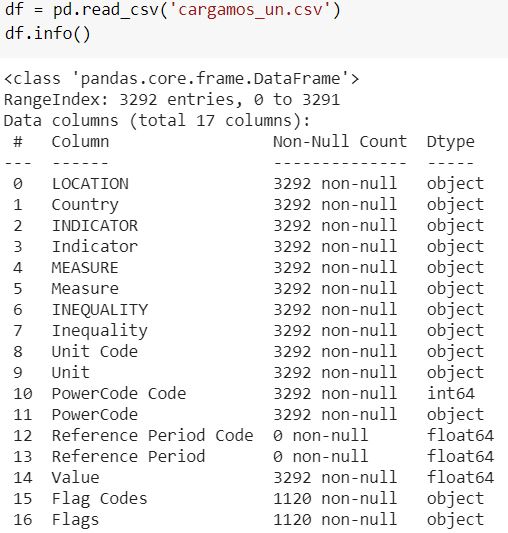 df = pd.read_csv('cargamos_un.csv')
df.info()
<class 'pandas.core.frame.DataFrame'>
RangeIndex: 3292 entries, 0 to 3291
Data columns (total 17 columns):
 #   Column                 Non-Null Count  Dtype
---  ------                 --------------  -----
 0   LOCATION               3292 non-null   object
 1   Country                3292 non-null   object
 2   INDICATOR              3292 non-null   object
 3   Indicator              3292 non-null   object
 4   MEASURE                3292 non-null   object
 5   Measure                3292 non-null   object
 6   INEQUALITY             3292 non-null   object
 7   Inequality             3292 non-null   object
 8   Unit Code              3292 non-null   object
 9   Unit                   3292 non-null   object
 10  PowerCode Code         3292 non-null   int64
 11  PowerCode              3292 non-null   object
 12  Reference Period Code  0 non-null      float64
 13  Reference Period       0 non-null      float64
 14  Value                  3292 non-null   float64
 15  Flag Codes             1120 non-null   object
 16  Flags                  1120 non-null   object